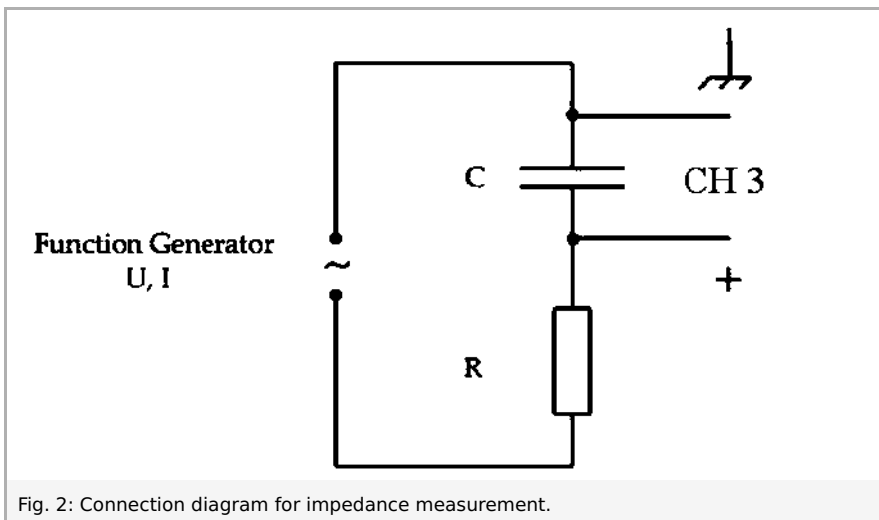 C
CH 3
Function Generator
U, I
~
+
R
Fig. 2: Connection diagram for impedance measurement.